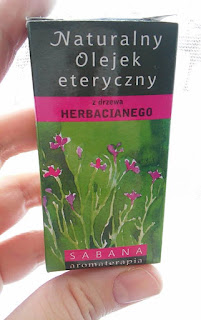 Naturalny
Olejek
eteryczny
z drzewa
HERBACIANEGO
SABANA
aromaterapia